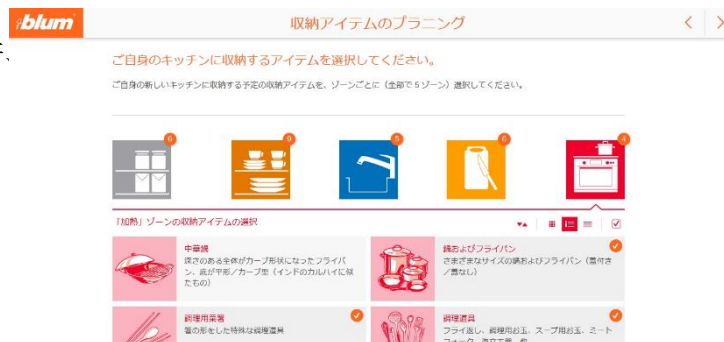 blum
収納アイテムのプラニング
ご自身のキッチンに収納するアイテムを選択してください。
ご自身の新しいキッチンに収納する予定の収納アイテムを、ゾーンごとに（全部で５ゾーン）選択してください。
6
9
5
6
4
「加熱」ゾーンの収納アイテムの選択
中華鍋
深さのある全体がカーブ形状になったフライパ
ン、底が平形／カーブ型（インドのカルハイに似
たもの）
鍋およびフライパン
さまざまなサイズの鍋およびフライパン（蓋付き
／蓋なし）
調理用菜箸
箸の形をした特殊な調理道具
調理道具
フライ返し、調理用お玉、スープ用お玉、ミート